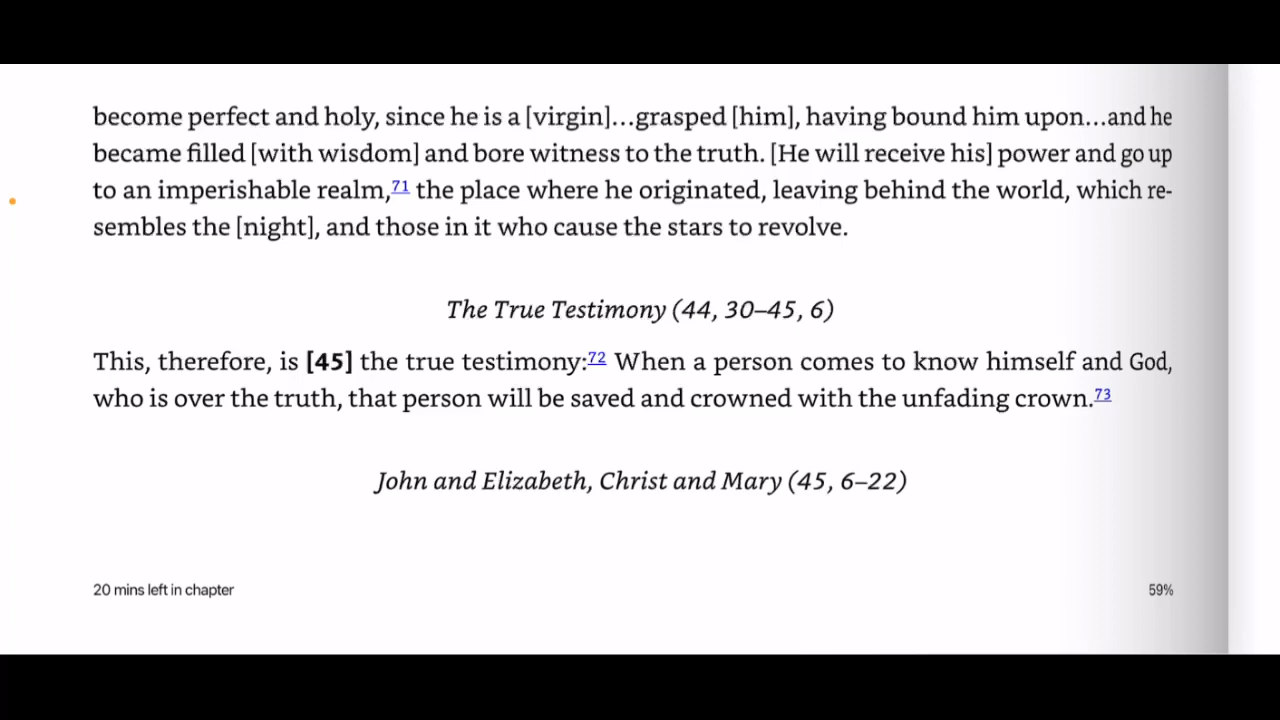 become perfect and holy, since he is a [virgin]…grasped [him], having bound him upon…and he
became filled [with wisdom] and bore witness to the truth. [He will receive his] power and go up
to an imperishable realm,71 the place where he originated, leaving behind the world, which re-
sembles the [night], and those in it who cause the stars to revolve.
The True Testimony (44, 30–45, 6)
This, therefore, is [45] the true testimony:72 When a person comes to know himself and God,
who is over the truth, that person will be saved and crowned with the unfading crown.73
John and Elizabeth, Christ and Mary (45, 6–22)
20 mins left in chapter
59%